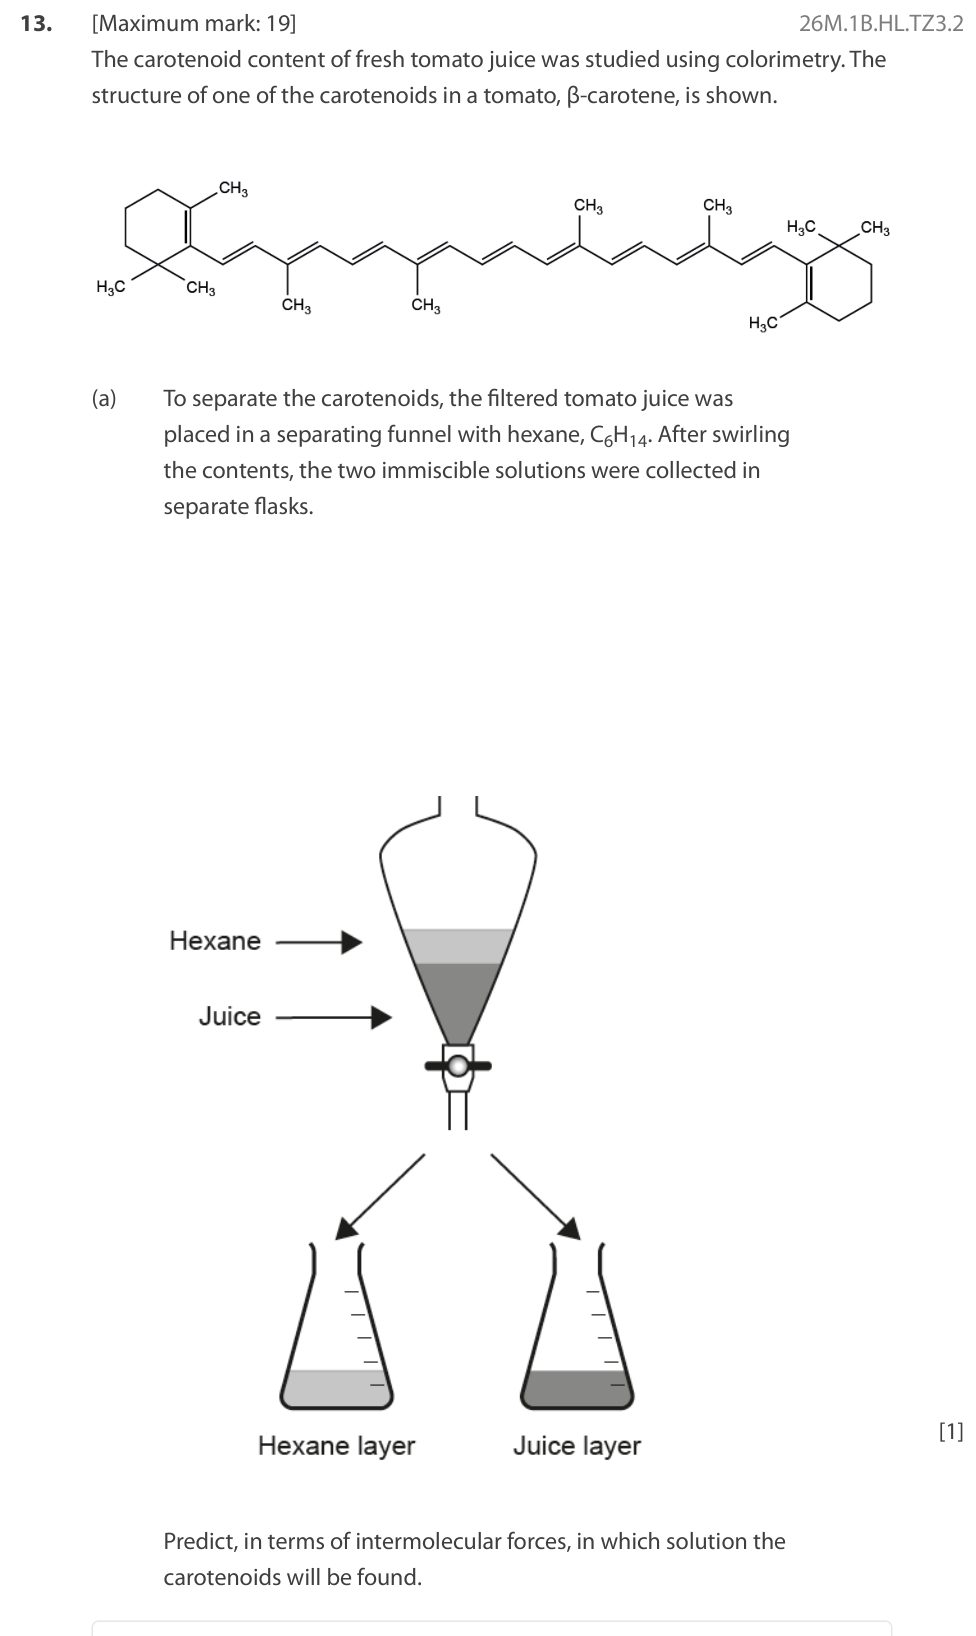 13. [Maximum mark: 19] 26M.1B.HL.TZ3.2
The carotenoid content of fresh tomato juice was studied using colorimetry. The
structure of one of the carotenoids in a tomato, β-carotene, is shown.
CH₃
CH₃
CH₃
H₃C
CH₃
H₃C
CH₃
CH₃
CH₃
H₃C
(a) To separate the carotenoids, the filtered tomato juice was
placed in a separating funnel with hexane, C₆H₁₄. After swirling
the contents, the two immiscible solutions were collected in
separate flasks.
Hexane
Juice
Hexane layer
Juice layer
[1]
Predict, in terms of intermolecular forces, in which solution the
carotenoids will be found.